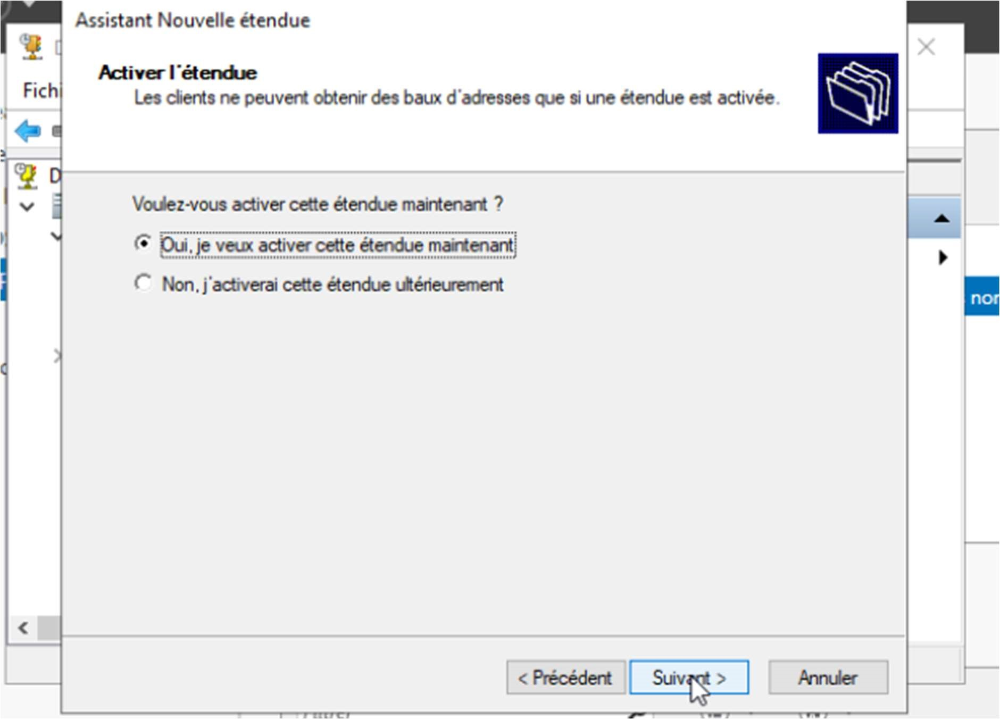 Assistant Nouvelle étendue
Activer l'étendue
Les clients ne peuvent obtenir des baux d'adresses que si une étendue est activée.
Fichi
D
Voulez-vous activer cette étendue maintenant ?
Oui, je veux activer cette étendue maintenant
Non, j'activerai cette étendue ultérieurement
nor
< Précédent
Suivant >
Annuler